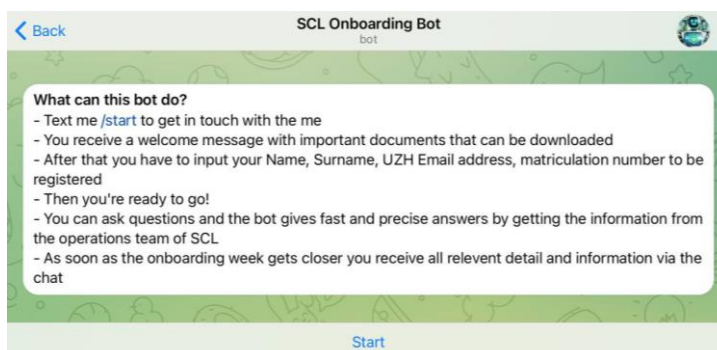 Back
SCL Onboarding Bot
bot
What can this bot do?
- Text me /start to get in touch with the me
- You receive a welcome message with important documents that can be downloaded
- After that you have to input your Name, Surname, UZH Email address, matriculation number to be
registered
- Then you're ready to go!
- You can ask questions and the bot gives fast and precise answers by getting the information from
the operations team of SCL
- As soon as the onboarding week gets closer you receive all relevent detail and information via the
chat
Start